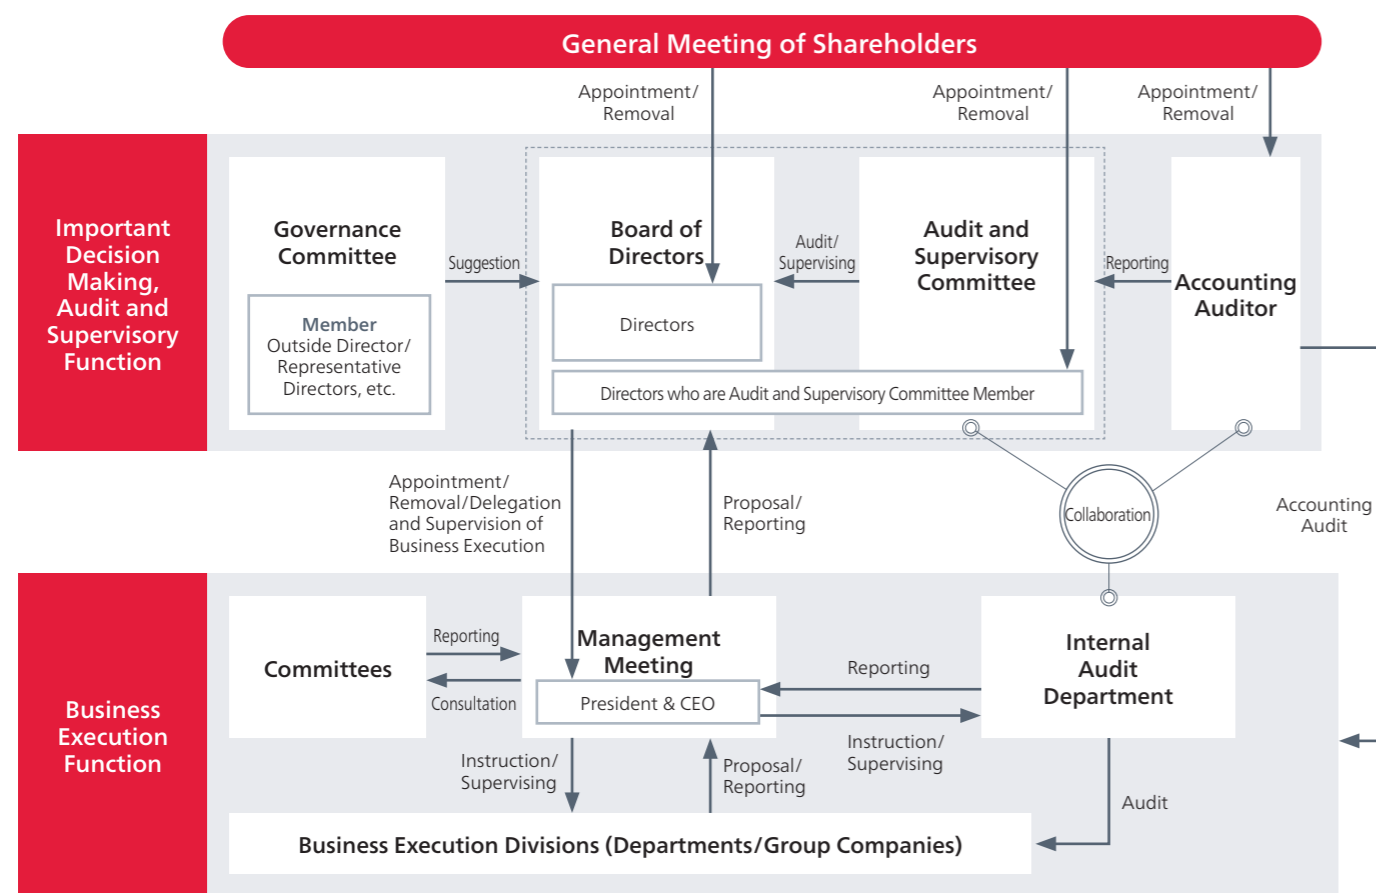 General Meeting of Shareholders
Appointment/
Removal
Appointment/
Removal
Appointment/
Removal
Important
Decision
Making,
Audit and
Supervisory
Function
Governance
Committee
Member
Outside Director/
Representative
Directors, etc.
Suggestion
Board of
Directors
Directors
Audit/
Supervising
Audit and
Supervisory
Committee
Directors who are Audit and Supervisory Committee Member
Reporting
Accounting
Auditor
Appointment/
Removal/Delegation
and Supervision of
Business Execution
Proposal/
Reporting
Collaboration
Accounting
Audit
Business
Execution
Function
Committees
Reporting
Consultation
Management
Meeting
President & CEO
Reporting
Instruction/
Supervising
Internal
Audit
Department
Instruction/
Supervising
Proposal/
Reporting
Audit
Business Execution Divisions (Departments/Group Companies)